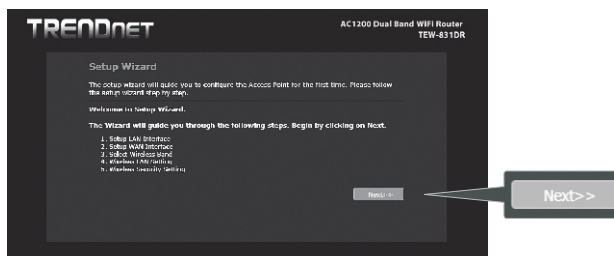 TRENDNET
AC1200 Dual Band WiFi Router
TEW-831DR
Setup Wizard
The setup wizard will guide you to configure the Access Point for the first time. Please follow
the setup wizard step by step.
Welcome to Setup Wizard.
The Wizard will guide you through the following steps. Begin by clicking on Next.
1. Setup LAN Interface
2. Setup WAN Interface
3. Select Wireless Band
4. Wireless LAN Setting
5. Wireless Security Setting
Next>>
Next>>